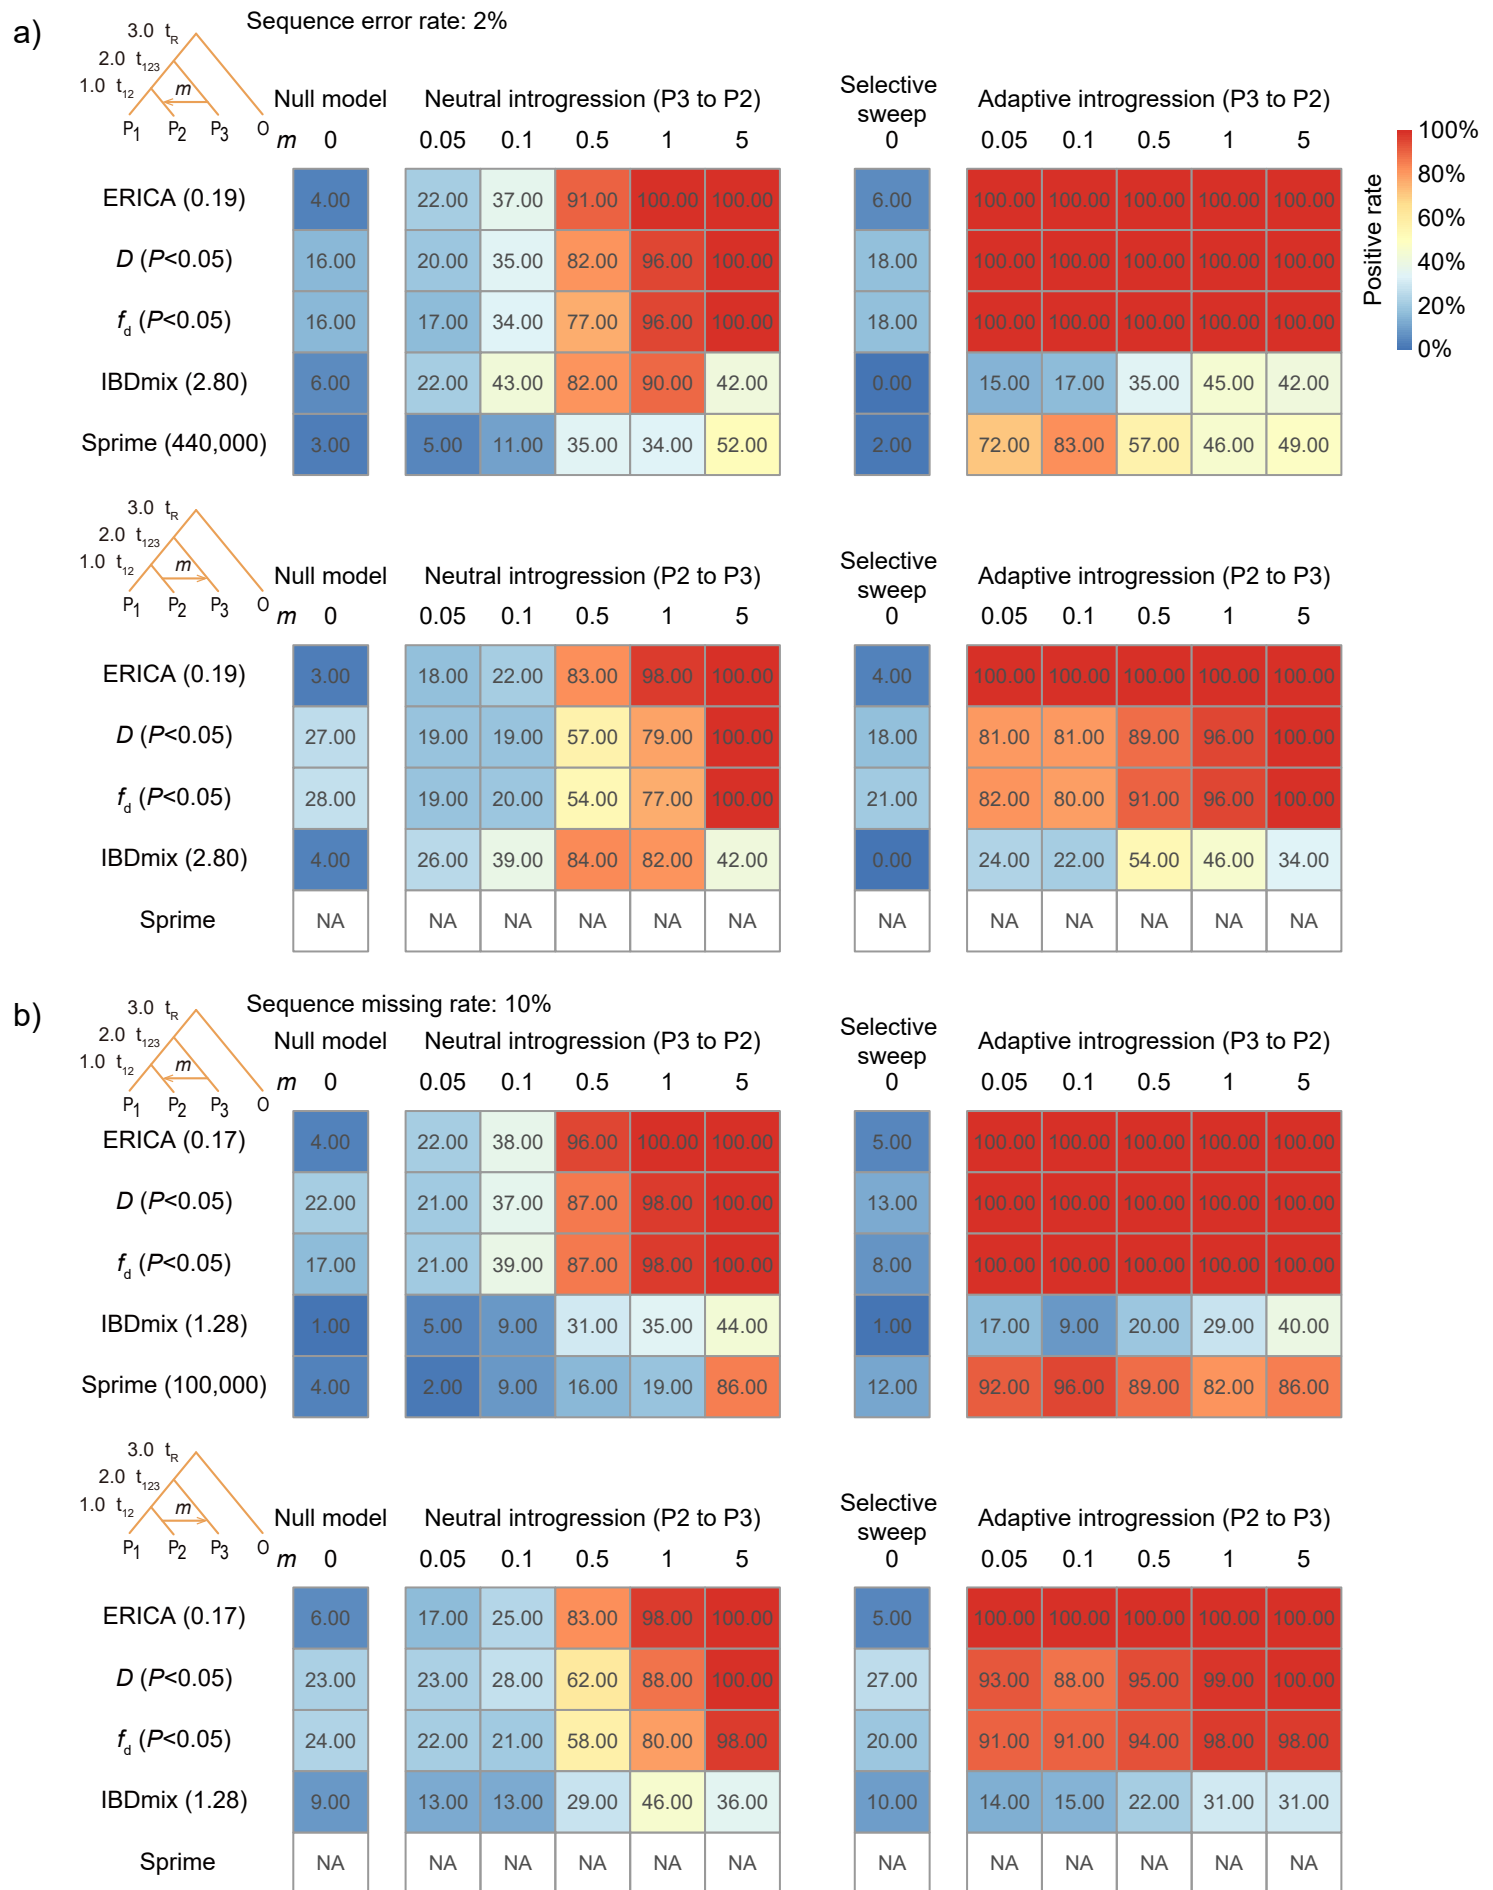 a)
Sequence error rate: 2%
3.0 tR
2.0 t123
1.0 t12
m
P1 P2 P3 O
Null model Neutral introgression (P3 to P2) Selective sweep Adaptive introgression (P3 to P2)
m 0 0.05 0.1 0.5 1 5 0 0.05 0.1 0.5 1 5
ERICA (0.19) 4.00 22.00 37.00 91.00 100.00 100.00 6.00 100.00 100.00 100.00 100.00 100.00
D (P<0.05) 16.00 20.00 35.00 82.00 96.00 100.00 18.00 100.00 100.00 100.00 100.00 100.00
fd (P<0.05) 16.00 17.00 34.00 77.00 96.00 100.00 18.00 100.00 100.00 100.00 100.00 100.00
IBDmix (2.80) 6.00 22.00 43.00 82.00 90.00 42.00 0.00 15.00 17.00 35.00 45.00 42.00
Sprime (440,000) 3.00 5.00 11.00 35.00 34.00 52.00 2.00 72.00 83.00 57.00 46.00 49.00
Positive rate
100%
80%
60%
40%
20%
0%
3.0 tR
2.0 t123
1.0 t12
m
P1 P2 P3 O
Null model Neutral introgression (P2 to P3) Selective sweep Adaptive introgression (P2 to P3)
m 0 0.05 0.1 0.5 1 5 0 0.05 0.1 0.5 1 5
ERICA (0.19) 3.00 18.00 22.00 83.00 98.00 100.00 4.00 100.00 100.00 100.00 100.00 100.00
D (P<0.05) 27.00 19.00 19.00 57.00 79.00 100.00 18.00 81.00 81.00 89.00 96.00 100.00
fd (P<0.05) 28.00 19.00 20.00 54.00 77.00 100.00 21.00 82.00 80.00 91.00 96.00 100.00
IBDmix (2.80) 4.00 26.00 39.00 84.00 82.00 42.00 0.00 24.00 22.00 54.00 46.00 34.00
Sprime NA NA NA NA NA NA NA NA NA NA NA NA
b)
Sequence missing rate: 10%
3.0 tR
2.0 t123
1.0 t12
m
P1 P2 P3 O
Null model Neutral introgression (P3 to P2) Selective sweep Adaptive introgression (P3 to P2)
m 0 0.05 0.1 0.5 1 5 0 0.05 0.1 0.5 1 5
ERICA (0.17) 4.00 22.00 38.00 96.00 100.00 100.00 5.00 100.00 100.00 100.00 100.00 100.00
D (P<0.05) 22.00 21.00 37.00 87.00 98.00 100.00 13.00 100.00 100.00 100.00 100.00 100.00
fd (P<0.05) 17.00 21.00 39.00 87.00 98.00 100.00 8.00 100.00 100.00 100.00 100.00 100.00
IBDmix (1.28) 1.00 5.00 9.00 31.00 35.00 44.00 1.00 17.00 9.00 20.00 29.00 40.00
Sprime (100,000) 4.00 2.00 9.00 16.00 19.00 86.00 12.00 92.00 96.00 89.00 82.00 86.00
3.0 tR
2.0 t123
1.0 t12
m
P1 P2 P3 O
Null model Neutral introgression (P2 to P3) Selective sweep Adaptive introgression (P2 to P3)
m 0 0.05 0.1 0.5 1 5 0 0.05 0.1 0.5 1 5
ERICA (0.17) 6.00 17.00 25.00 83.00 98.00 100.00 5.00 100.00 100.00 100.00 100.00 100.00
D (P<0.05) 23.00 23.00 28.00 62.00 88.00 100.00 27.00 93.00 88.00 95.00 99.00 100.00
fd (P<0.05) 24.00 22.00 21.00 58.00 80.00 98.00 20.00 91.00 91.00 94.00 98.00 98.00
IBDmix (1.28) 9.00 13.00 13.00 29.00 46.00 36.00 10.00 14.00 15.00 22.00 31.00 31.00
Sprime NA NA NA NA NA NA NA NA NA NA NA NA